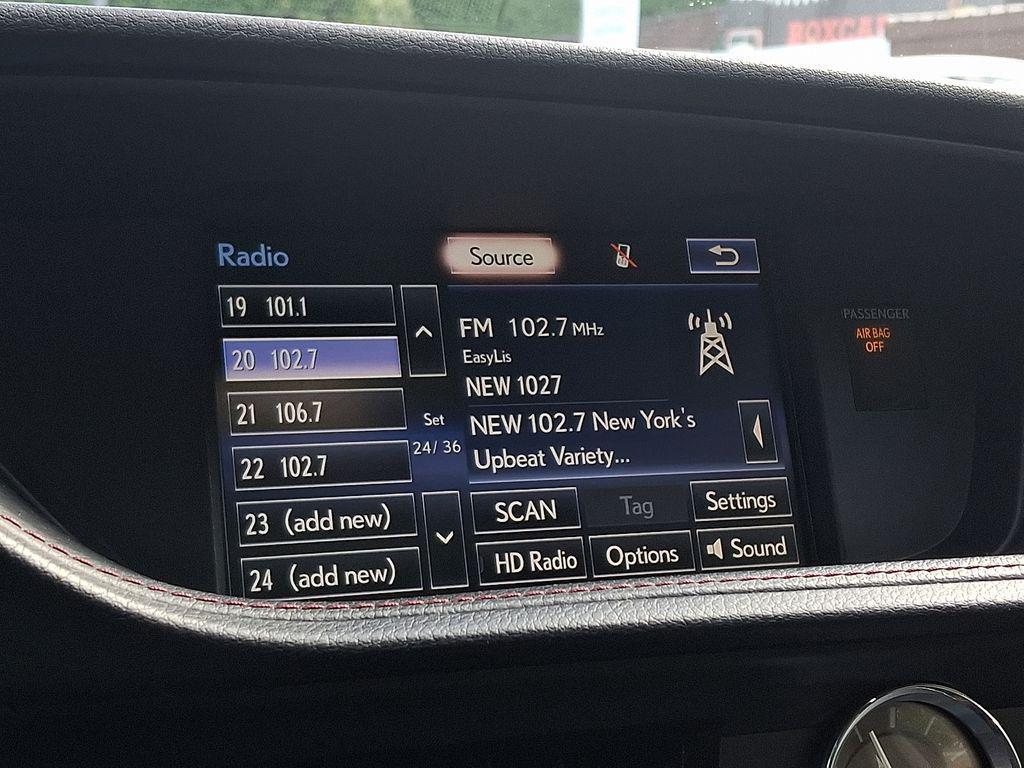 BOXCAR
Radio
Source
19 101.1
20 102.7
21 106.7
22 102.7
23 (add new)
24 (add new)
Set
24/36
FM 102.7 MHz
EasyLis
NEW 1027
NEW 102.7 New York's
Upbeat Variety...
SCAN
Tag
Settings
HD Radio
Options
Sound
PASSENGER
AIR BAG
OFF